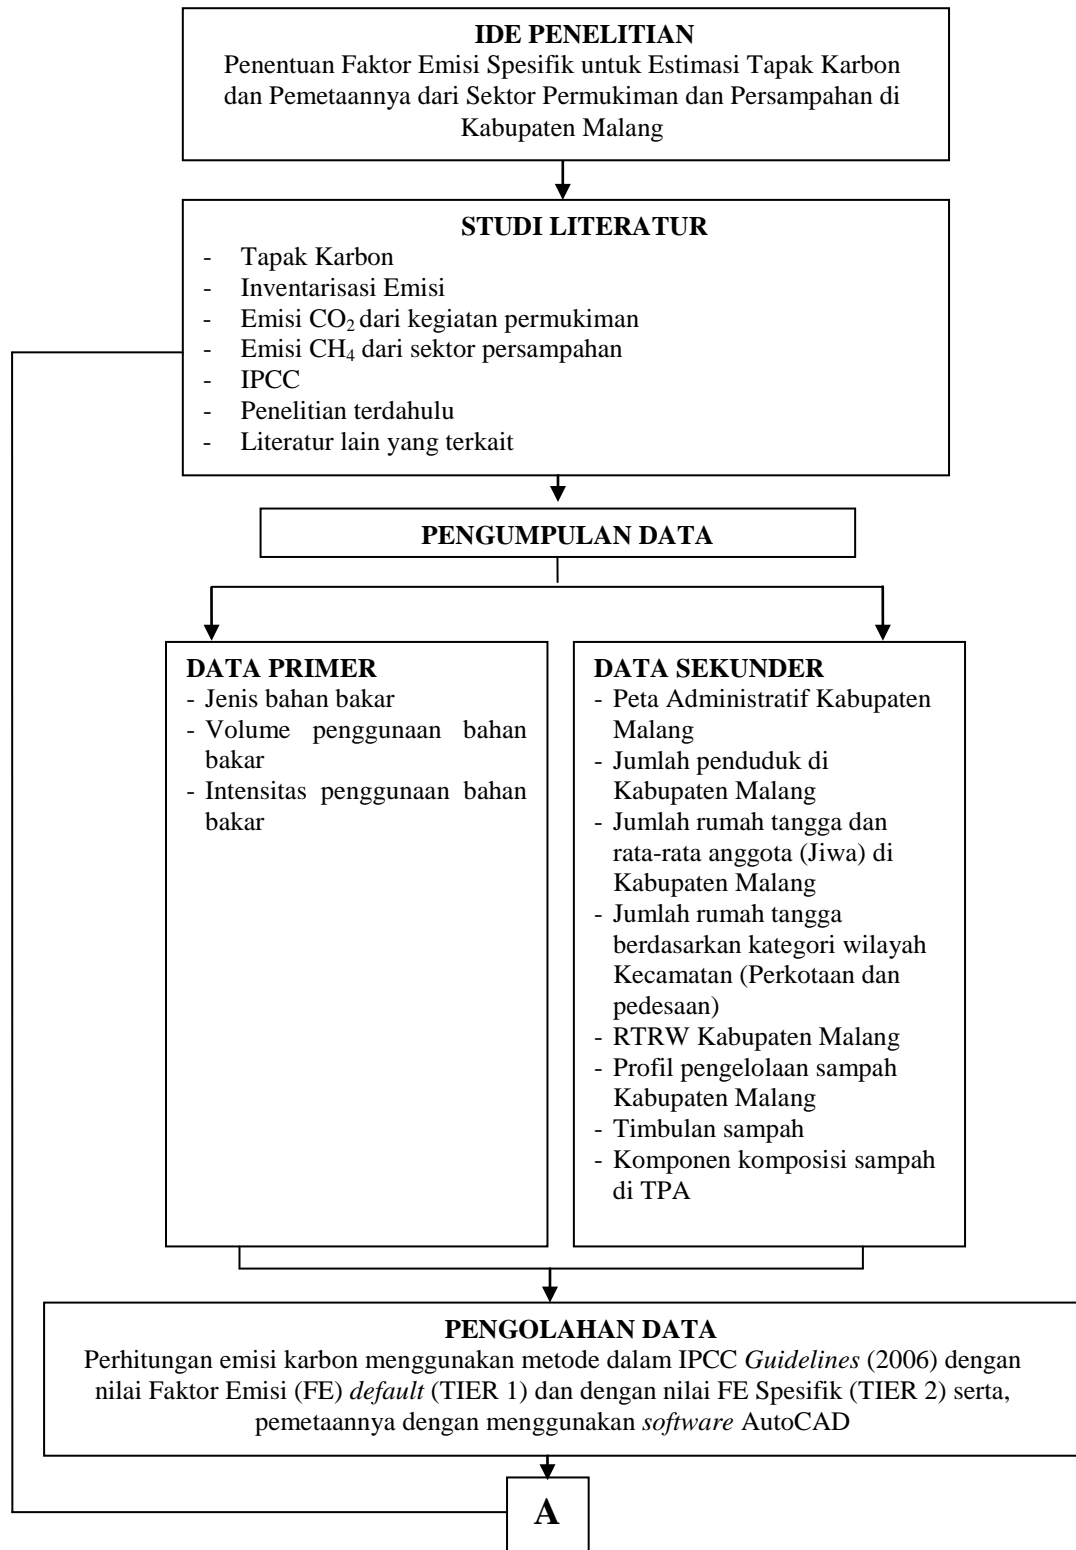 IDE PENELITIAN
Penentuan Faktor Emisi Spesifik untuk Estimasi Tapak Karbon
dan Pemetaannya dari Sektor Permukiman dan Persampahan di
Kabupaten Malang
STUDI LITERATUR
- Tapak Karbon
- Inventarisasi Emisi
- Emisi CO₂ dari kegiatan permukiman
- Emisi CH₄ dari sektor persampahan
- IPCC
- Penelitian terdahulu
- Literatur lain yang terkait
PENGUMPULAN DATA
DATA PRIMER
- Jenis bahan bakar
- Volume penggunaan bahan
bakar
- Intensitas penggunaan bahan
bakar
DATA SEKUNDER
- Peta Administratif Kabupaten
Malang
- Jumlah penduduk di
Kabupaten Malang
- Jumlah rumah tangga dan
rata-rata anggota (Jiwa) di
Kabupaten Malang
- Jumlah rumah tangga
berdasarkan kategori wilayah
Kecamatan (Perkotaan dan
pedesaan)
- RTRW Kabupaten Malang
- Profil pengelolaan sampah
Kabupaten Malang
- Timbulan sampah
- Komponen komposisi sampah
di TPA
PENGOLAHAN DATA
Perhitungan emisi karbon menggunakan metode dalam IPCC Guidelines (2006) dengan
nilai Faktor Emisi (FE) default (TIER 1) dan dengan nilai FE Spesifik (TIER 2) serta,
pemetaannya dengan menggunakan software AutoCAD
A